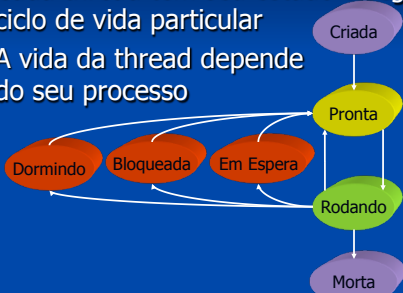 ciclo de vida particular
A vida da thread depende
do seu processo
Criada
Pronta
Dormindo
Bloqueada
Em Espera
Rodando
Morta